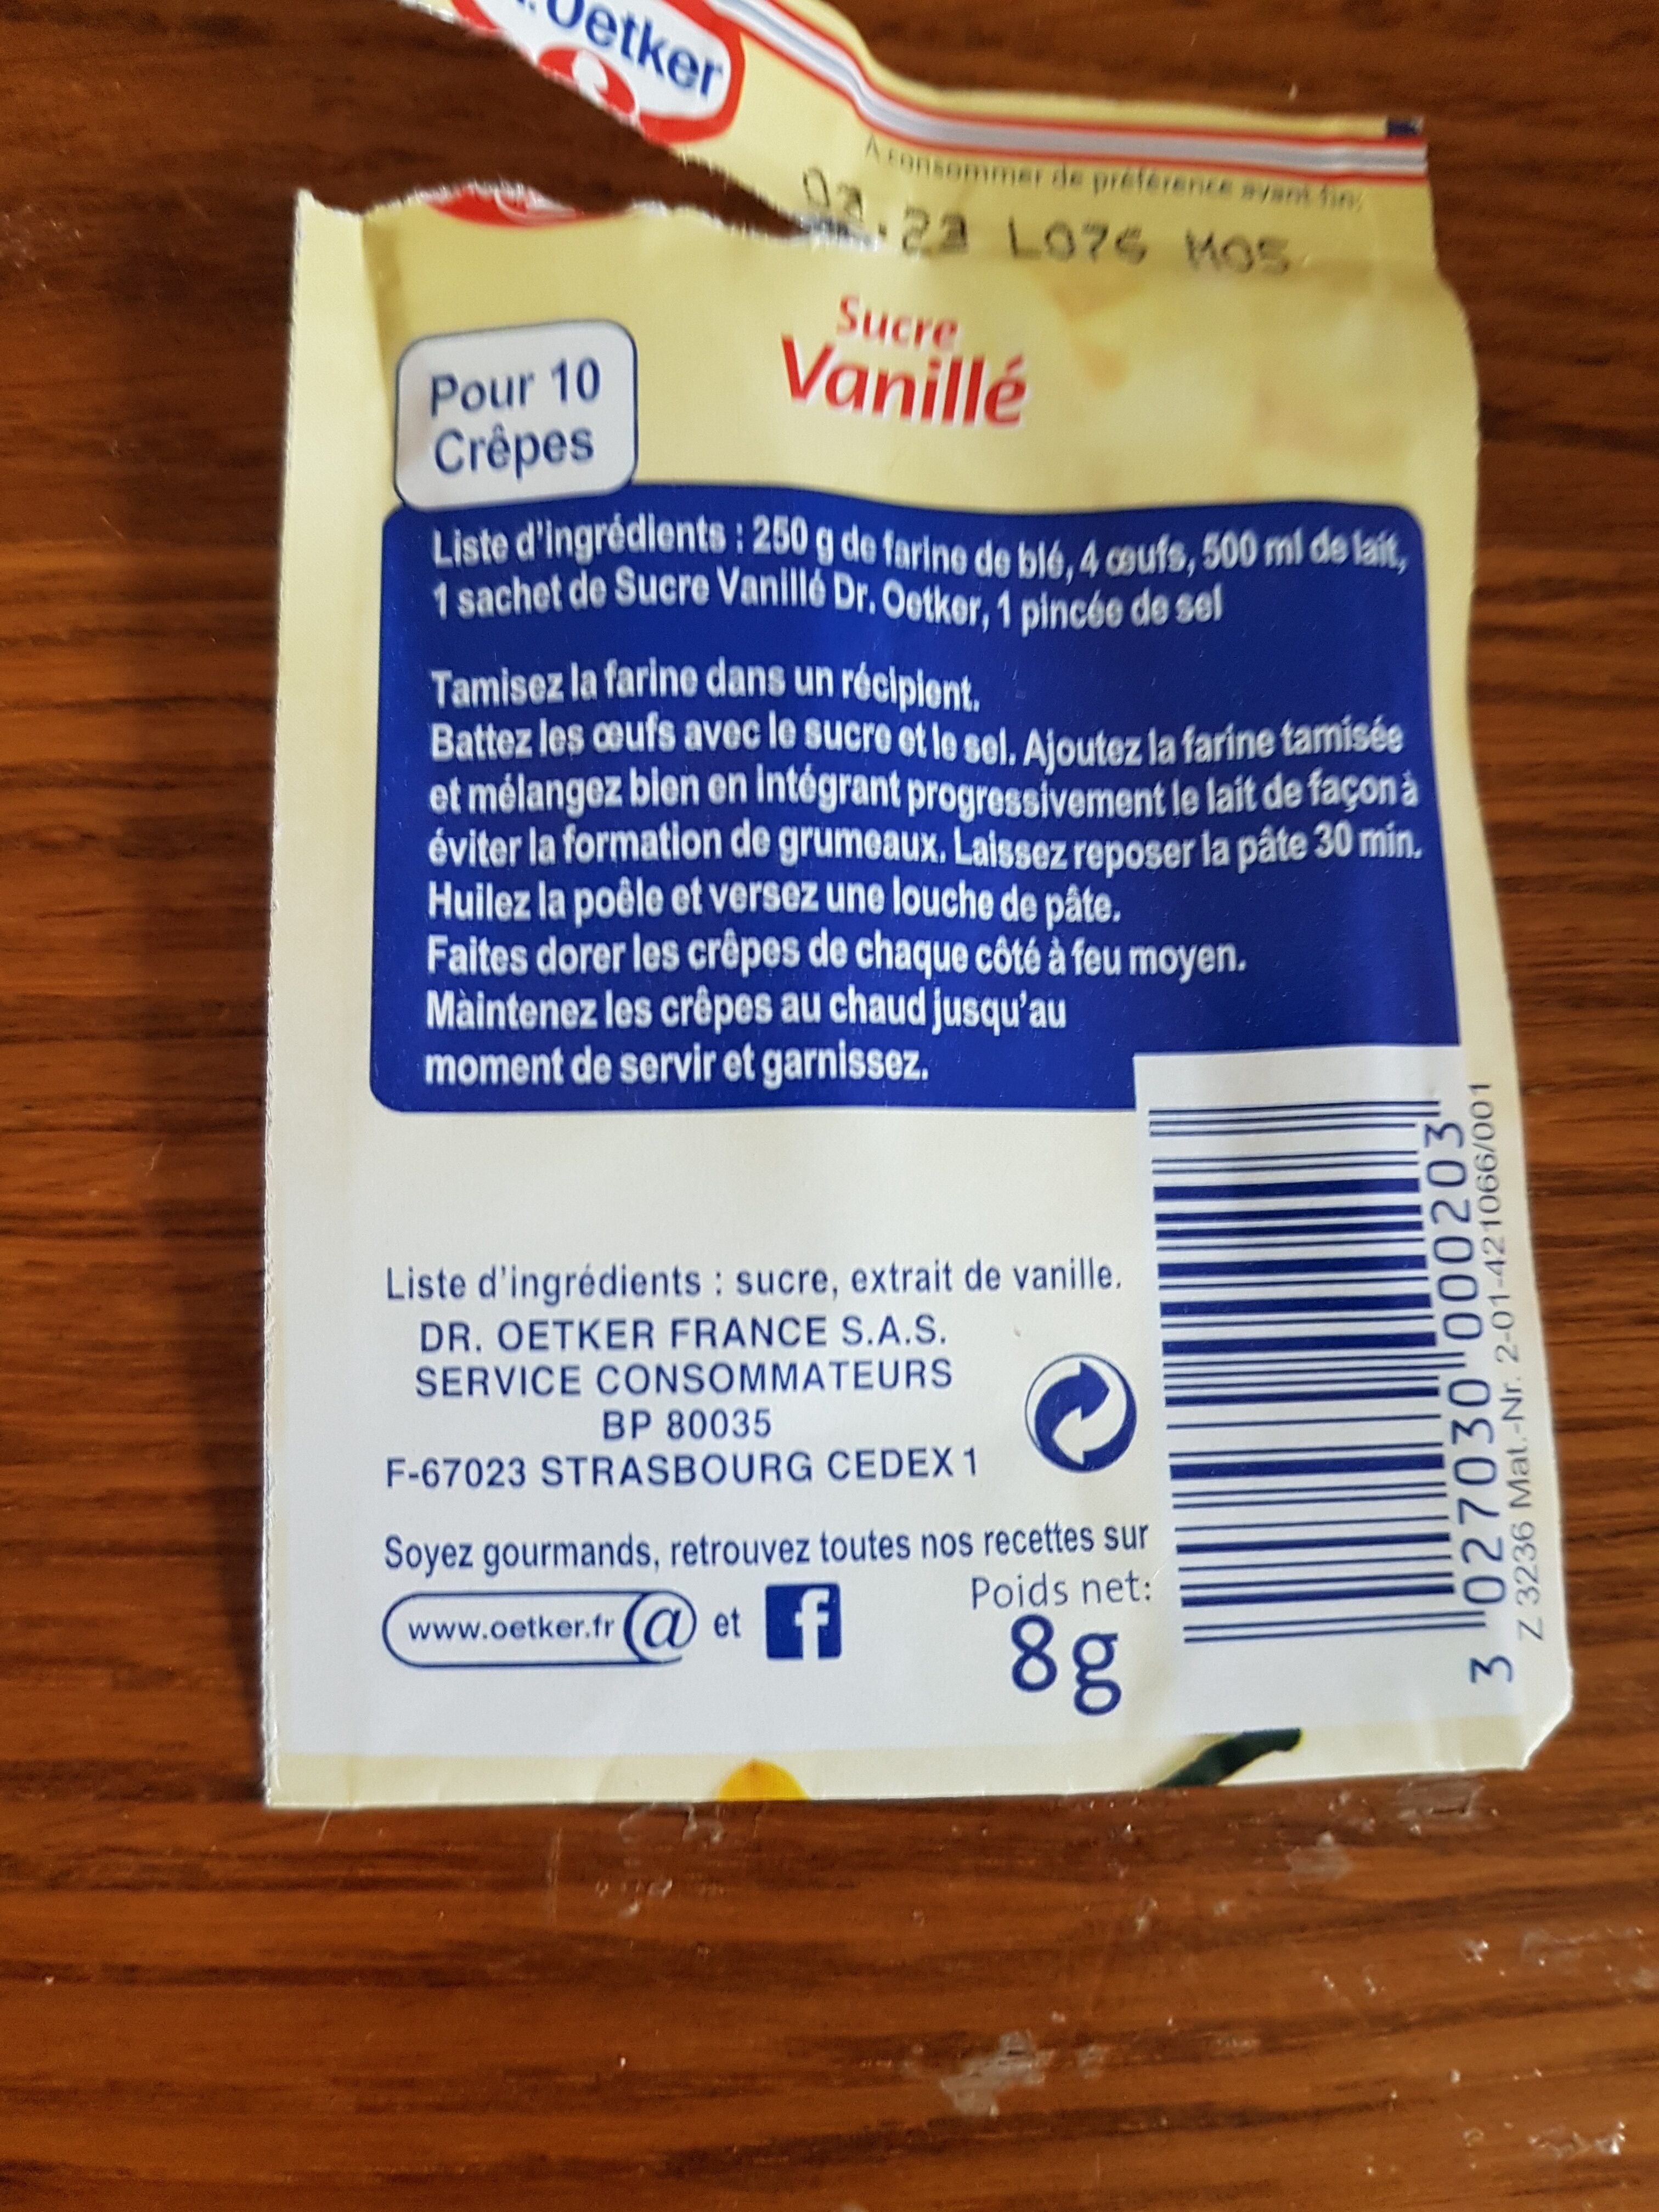 Oetker
A consommer de préférence avant fin:
.23 L076 M05
Sucre
Vanillé
Pour 10
Crêpes
Liste d'ingrédients : 250 g de farine de blé, 4 œufs, 500 ml de lait,
1 sachet de Sucre Vanillé Dr. Oetker, 1 pincée de sel
Tamisez la farine dans un récipient.
Battez les œufs avec le sucre et le sel. Ajoutez la farine tamisée
et mélangez bien en intégrant progressivement le lait de façon à
éviter la formation de grumeaux. Laissez reposer la pâte 30 min.
Huilez la poêle et versez une louche de pâte.
Faites dorer les crêpes de chaque côté à feu moyen.
Maintenez les crêpes au chaud jusqu'au
moment de servir et garnissez.
Liste d'ingrédients : sucre, extrait de vanille.
DR. OETKER FRANCE S.A.S.
SERVICE CONSOMMATEURS
BP 80035
F-67023 STRASBOURG CEDEX 1
Soyez gourmands, retrouvez toutes nos recettes sur
www.oetker.fr @ et f
Poids net:
8g
3 027030 000203
Z 3236 Mat.-Nr. 2-01-421066/001